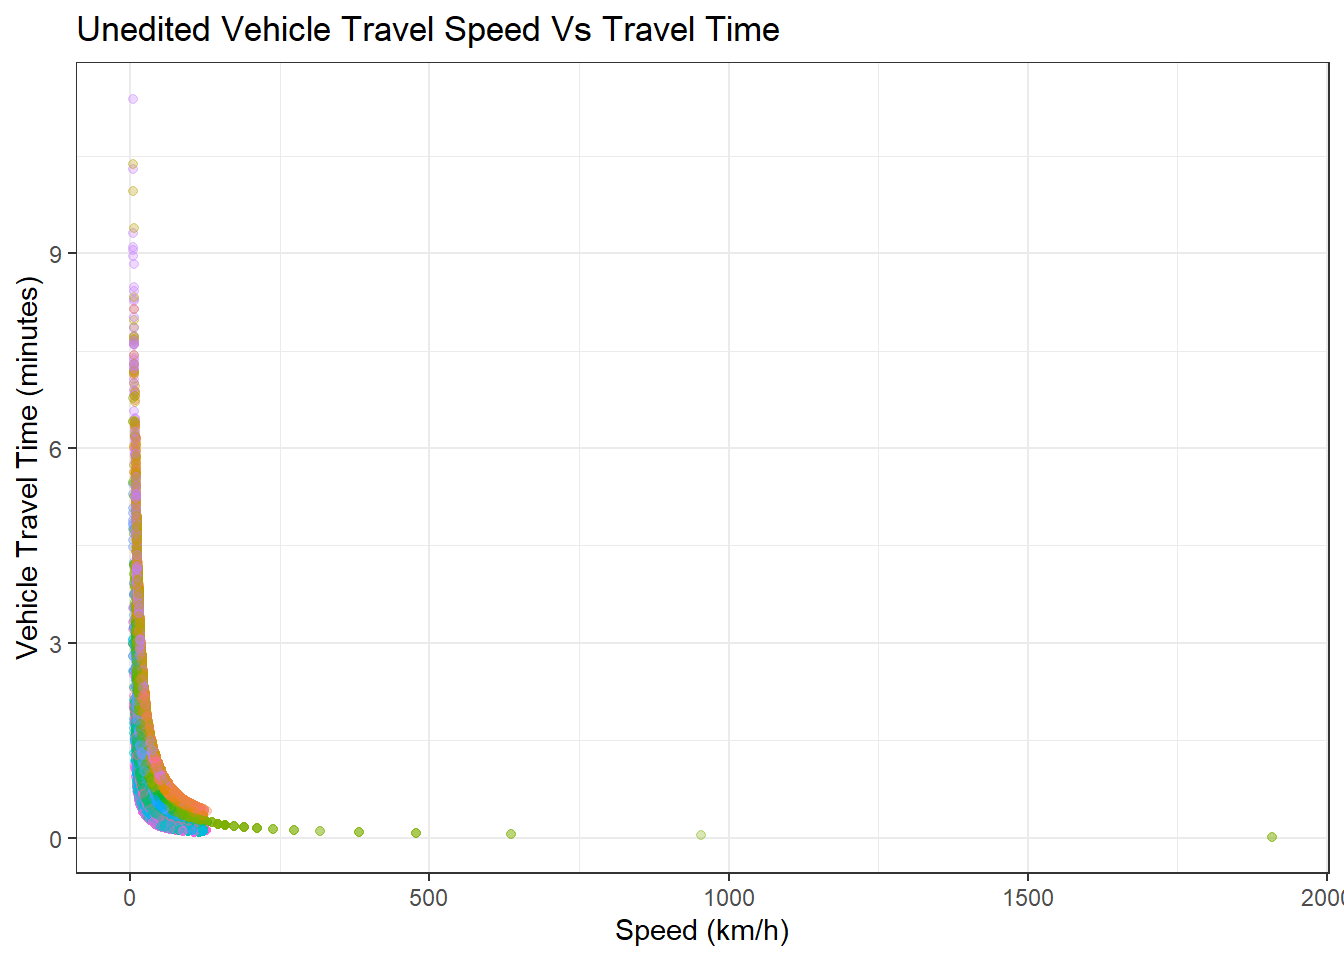 Unedited Vehicle Travel Speed Vs Travel Time
Vehicle Travel Time (minutes)
9
6
3
0
0 500 1000 1500 2000
Speed (km/h)